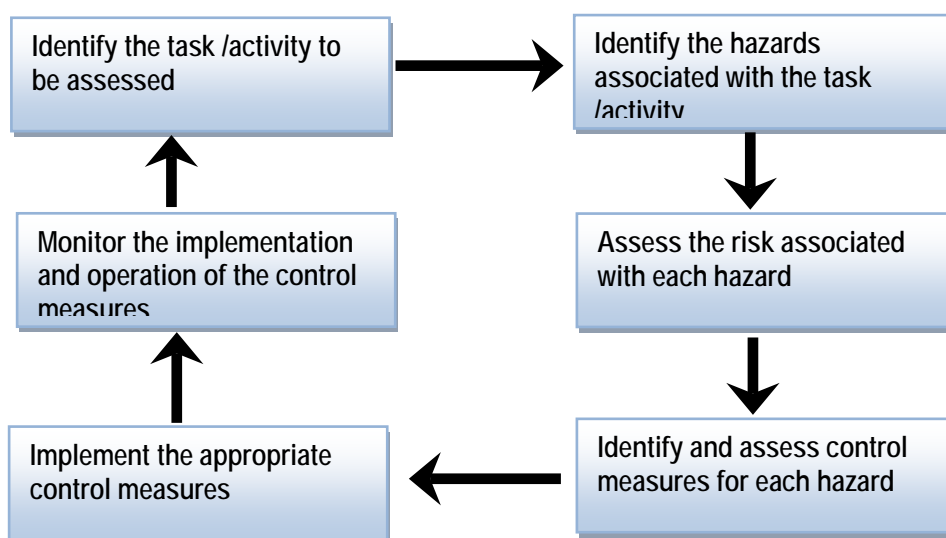 Identify the task /activity to
be assessed
Identify the hazards
associated with the task
/activity
Assess the risk associated
with each hazard
Identify and assess control
measures for each hazard
Implement the appropriate
control measures
Monitor the implementation
and operation of the control
measures